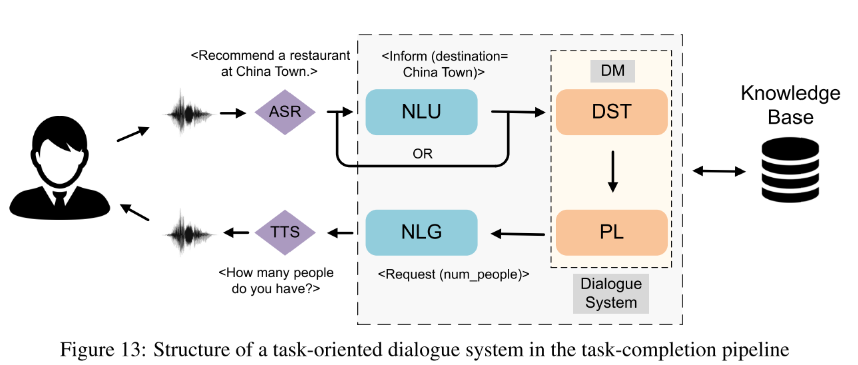 <Recommend a restaurant
at China Town.>
<Inform (destination=
China Town)>
DM
Knowledge
Base
ASR
NLU
DST
OR
TTS
NLG
PL
<How many people
do you have?>
<Request (num_people)>
Dialogue
System
Figure 13: Structure of a task-oriented dialogue system in the task-completion pipeline